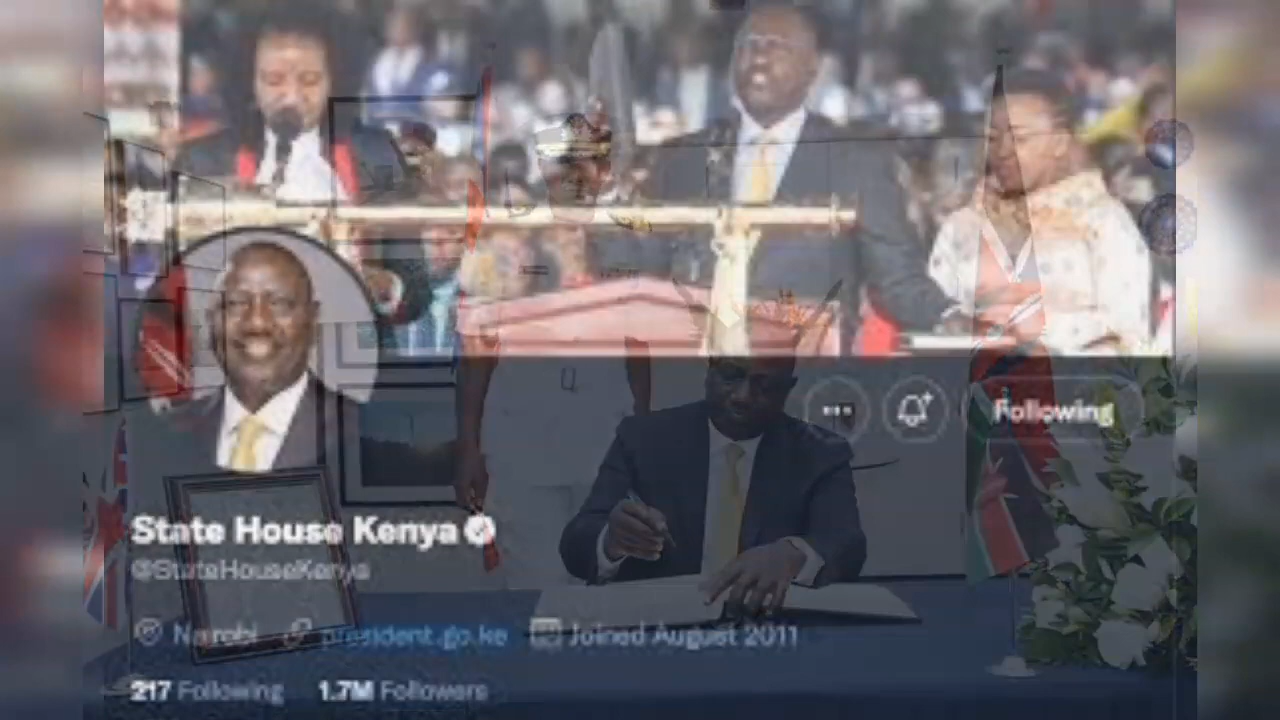 Following
State House Kenya
@StateHouseKenya
Nairobi president.go.ke Joined August 2011
217 Following 1.7M Followers